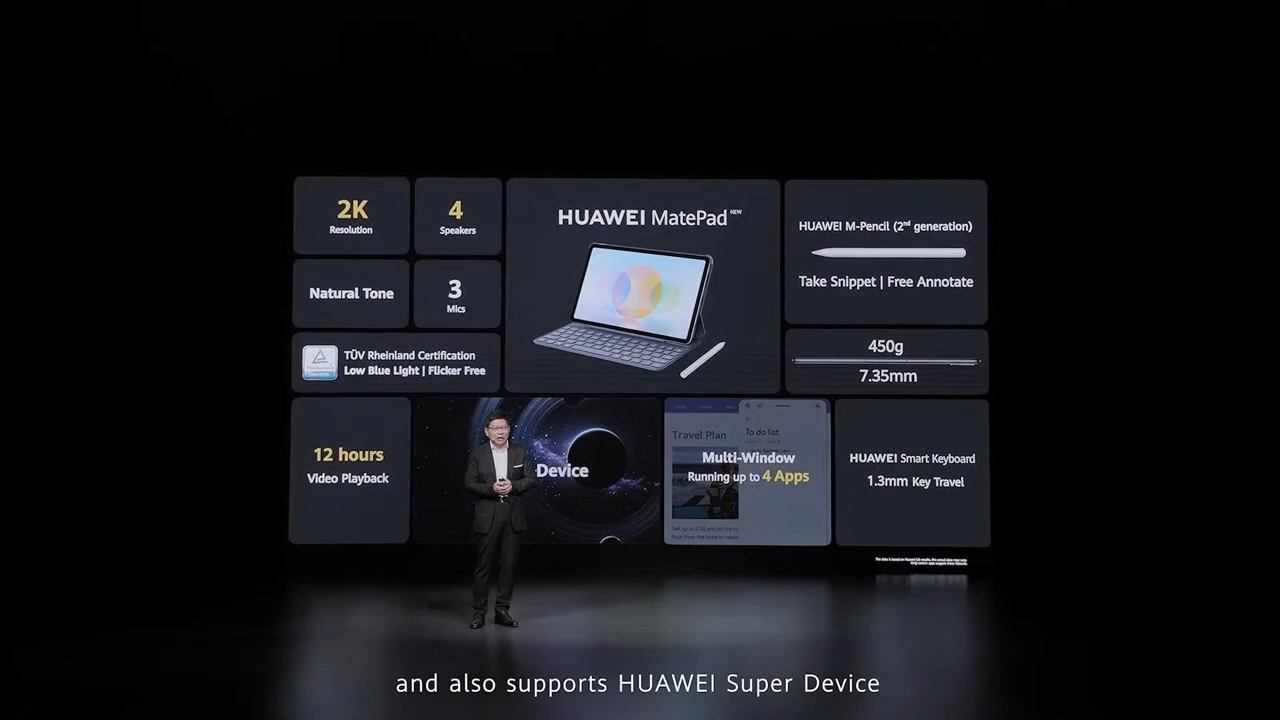 2K
Resolution
4
Speakers
Natural Tone
3
Mics
TÜV Rheinland Certification
Low Blue Light | Flicker Free
HUAWEI MatePad NEW
HUAWEI M-Pencil (2nd generation)
Take Snippet | Free Annotate
450g
7.35mm
12 hours
Video Playback
Device
To do list
Travel Plan
Multi-Window
Running up to 4 Apps
HUAWEI Smart Keyboard
1.3mm Key Travel
and also supports HUAWEI Super Device